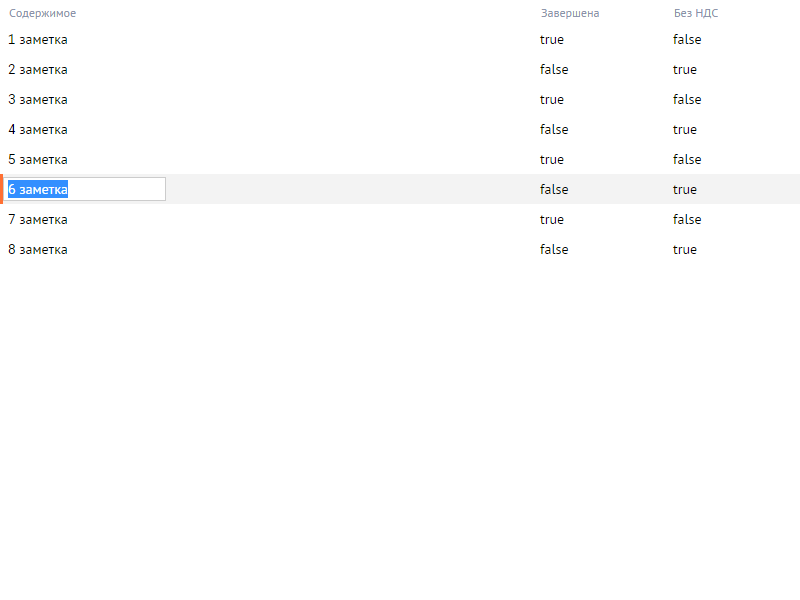 Содержимое Завершена Без НДС
1 заметка true false
2 заметка false true
3 заметка true false
4 заметка false true
5 заметка true false
6 заметка false true
7 заметка true false
8 заметка false true